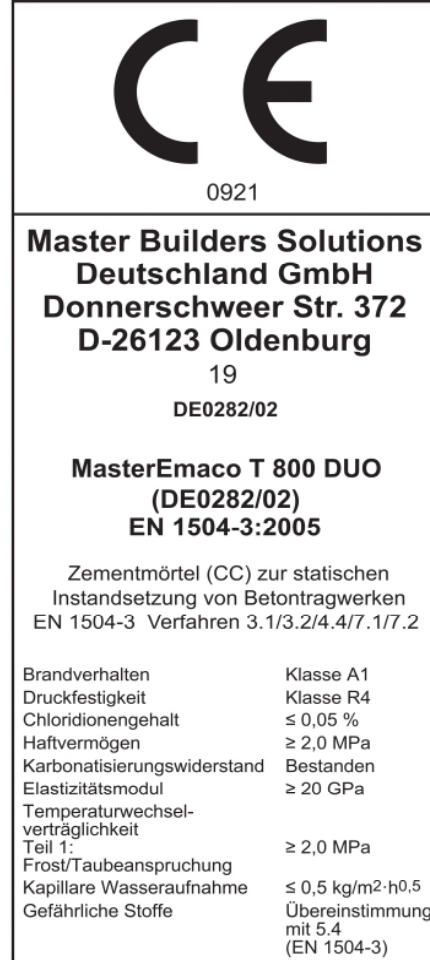 CE
0921
Master Builders Solutions
Deutschland GmbH
Donnerschweer Str. 372
D-26123 Oldenburg
19
DE0282/02
MasterEmaco T 800 DUO
(DE0282/02)
EN 1504-3:2005
Zementmörtel (CC) zur statischen
Instandsetzung von Betontragwerken
EN 1504-3 Verfahren 3.1/3.2/4.4/7.1/7.2
Brandverhalten Klasse A1
Druckfestigkeit Klasse R4
Chloridionengehalt ≤ 0,05 %
Haftvermögen ≥ 2,0 MPa
Karbonatisierungswiderstand Bestanden
Elastizitätsmodul ≥ 20 GPa
Temperaturwechsel-
verträglichkeit
Teil 1: ≥ 2,0 MPa
Frost/Taubeanspruchung
Kapillare Wasseraufnahme ≤ 0,5 kg/m2·h0,5
Gefährliche Stoffe Übereinstimmung
mit 5.4
(EN 1504-3)